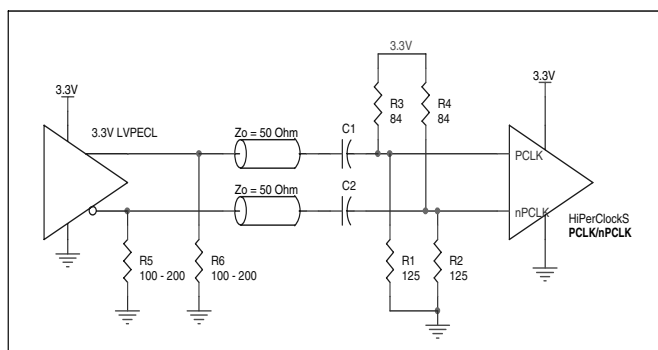 3.3V
3.3V LVPECL
Zo = 50 Ohm
C1
3.3V
R3
84
R4
84
3.3V
PCLK
Zo = 50 Ohm
C2
nPCLK
HiPerClockS
PCLK/nPCLK
R5
100 - 200
R6
100 - 200
R1
125
R2
125